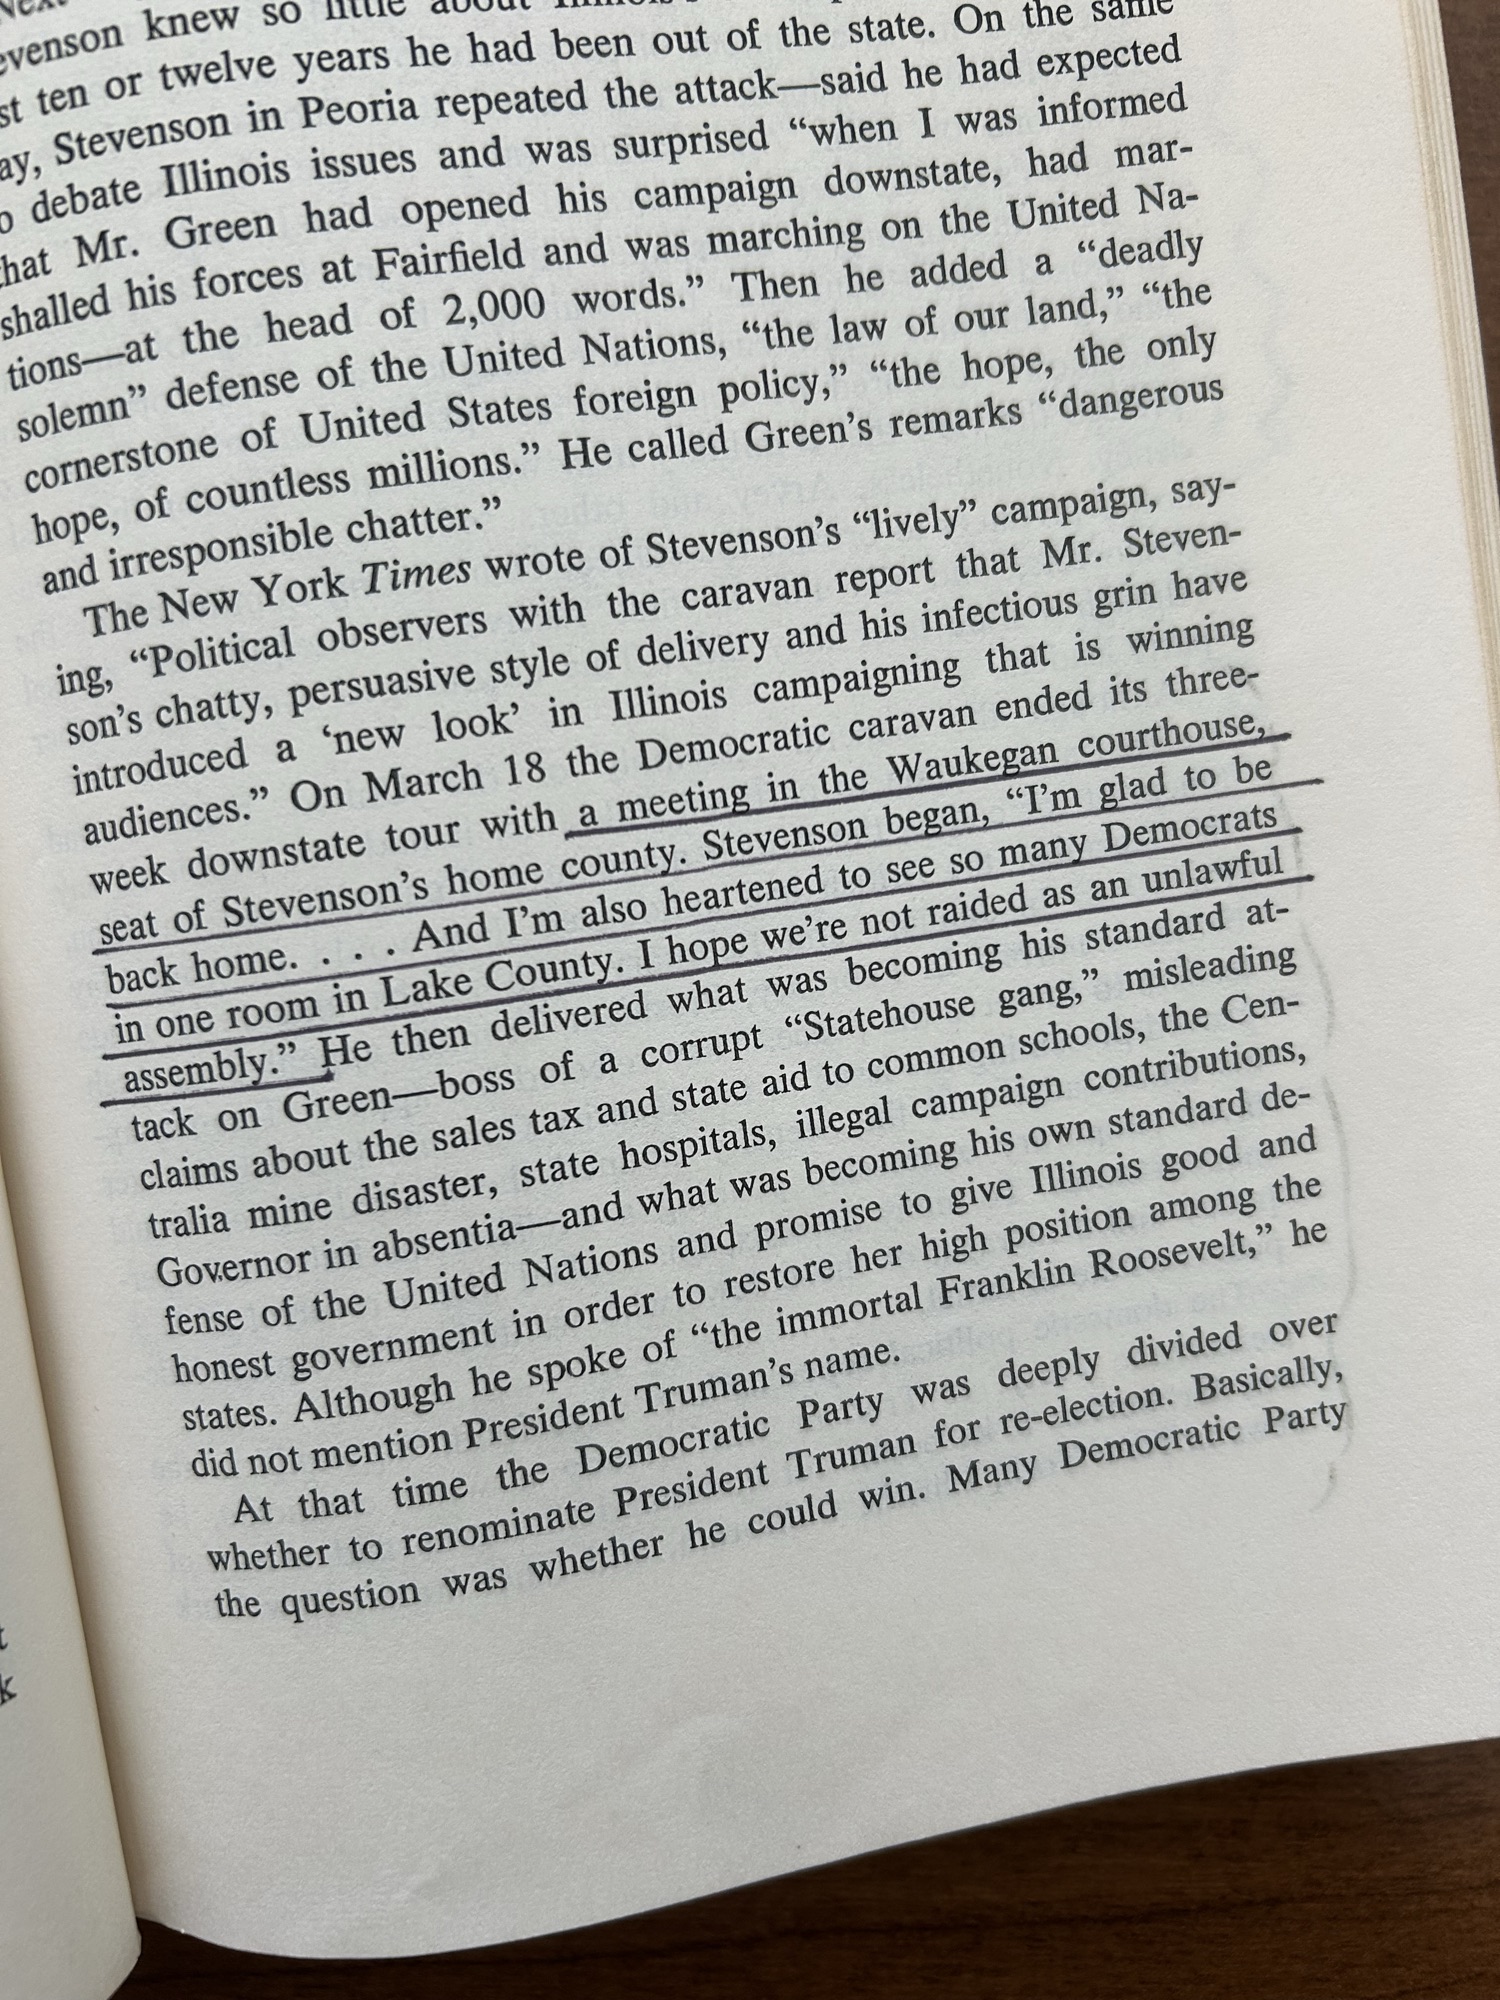 knew so little about
ten or twelve years he had been out of the state. On the same
Stevenson in Peoria repeated the attack—said he had expected
debate Illinois issues and was surprised “when I was informed
Mr. Green had opened his campaign downstate, had mar-
shalled his forces at Fairfield and was marching on the United Na-
tions—at the head of 2,000 words.” Then he added a “deadly
solemn” defense of the United Nations, “the law of our land,” “the
cornerstone of United States foreign policy,” “the hope, the only
hope, of countless millions.” He called Green’s remarks “dangerous
and irresponsible chatter.”
The New York Times wrote of Stevenson’s “lively” campaign, say-
ing, “Political observers with the caravan report that Mr. Steven-
son’s chatty, persuasive style of delivery and his infectious grin have
introduced a ‘new look’ in Illinois campaigning that is winning
audiences.” On March 18 the Democratic caravan ended its three-
week downstate tour with a meeting in the Waukegan courthouse,
seat of Stevenson’s home county. Stevenson began, “I’m glad to be
back home. . . . And I’m also heartened to see so many Democrats
in one room in Lake County. I hope we’re not raided as an unlawful
assembly.” He then delivered what was becoming his standard at-
tack on Green—boss of a corrupt “Statehouse gang,” misleading
claims about the sales tax and state aid to common schools, the Cen-
tralia mine disaster, state hospitals, illegal campaign contributions,
Governor in absentia—and what was becoming his own standard de-
fense of the United Nations and promise to give Illinois good and
honest government in order to restore her high position among the
states. Although he spoke of “the immortal Franklin Roosevelt,” he
did not mention President Truman’s name.
At that time the Democratic Party was deeply divided over
whether to renominate President Truman for re-election. Basically,
the question was whether he could win. Many Democratic Party